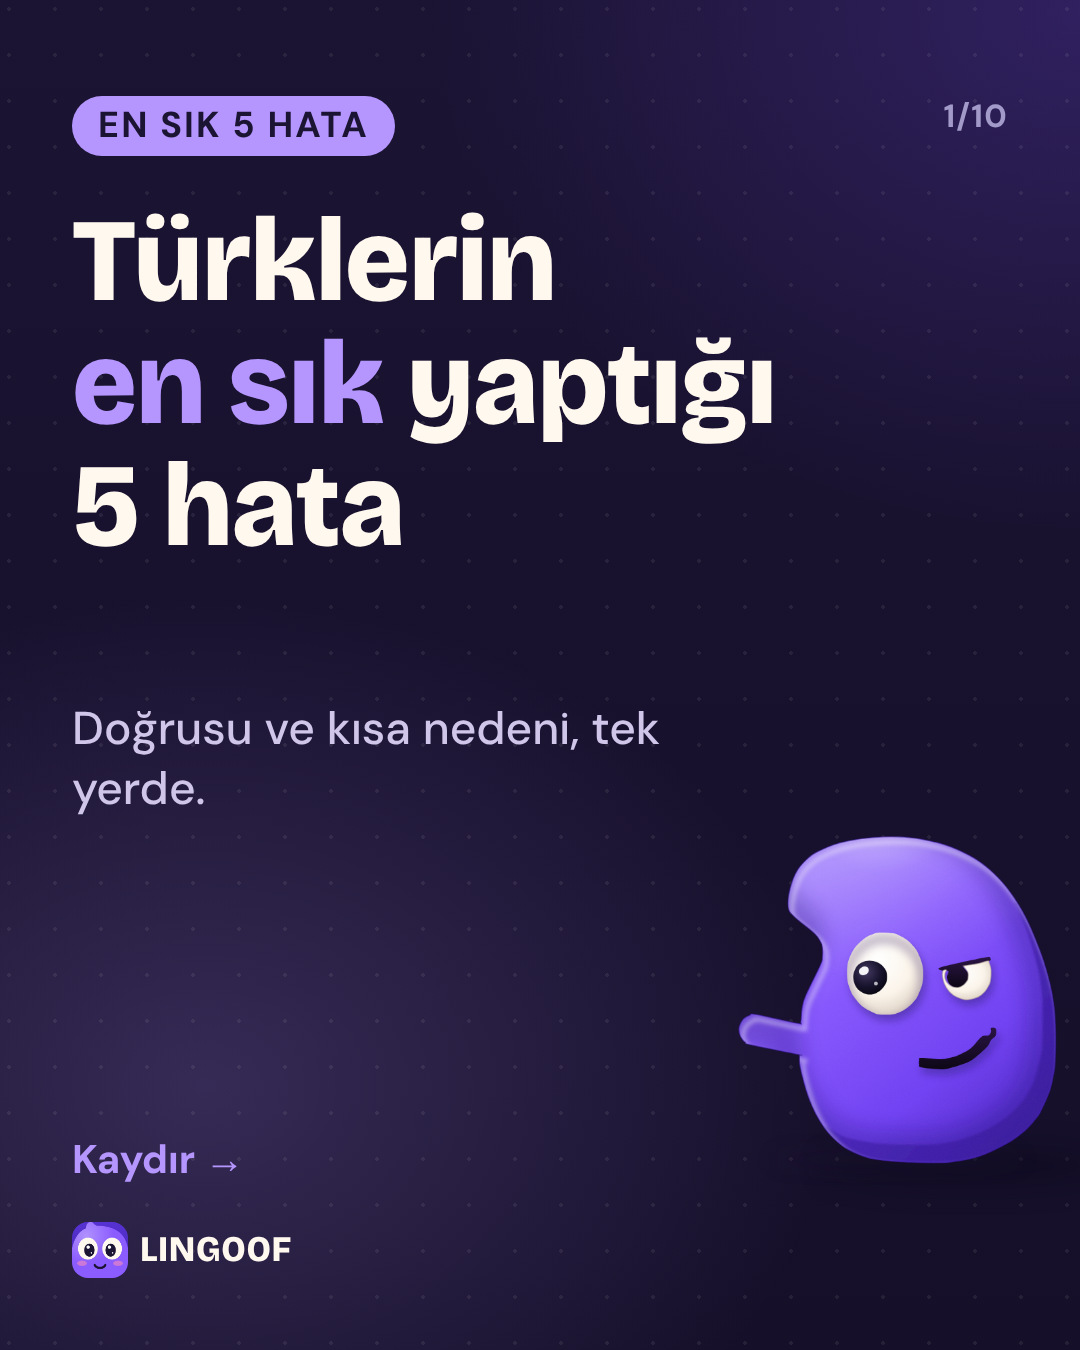 EN SIK 5 HATA
1/10
Türklerin
en sık yaptığı
5 hata
Doğrusu ve kısa nedeni, tek
yerde.
Kaydır →
LINGOOF